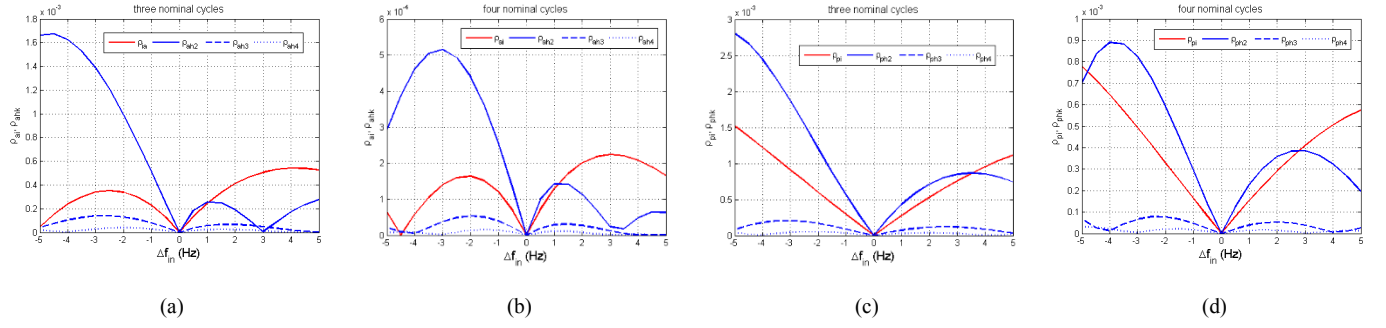 three nominal cycles
x 10⁻³
ρia ρah2 ρah3 ρah4
1.8
1.6
1.4
1.2
1
0.8
0.6
0.4
0.2
0
ρai, ρahk
-5 -4 -3 -2 -1 0 1 2 3 4 5
Δfin (Hz)
(a)
four nominal cycles
x 10⁻⁴
ρai ρah2 ρah3 ρah4
6
5
4
3
2
1
0
ρai, ρahk
-5 -4 -3 -2 -1 0 1 2 3 4 5
Δfin (Hz)
(b)
three nominal cycles
x 10⁻³
ρpi ρph2 ρph3 ρph4
3
2.5
2
1.5
1
0.5
0
ρpi, ρphk
-5 -4 -3 -2 -1 0 1 2 3 4 5
Δfin (Hz)
(c)
four nominal cycles
x 10⁻³
ρpi ρph2 ρph3 ρph4
1
0.9
0.8
0.7
0.6
0.5
0.4
0.3
0.2
0.1
0
ρpi, ρphk
-5 -4 -3 -2 -1 0 1 2 3 4 5
Δfin (Hz)
(d)